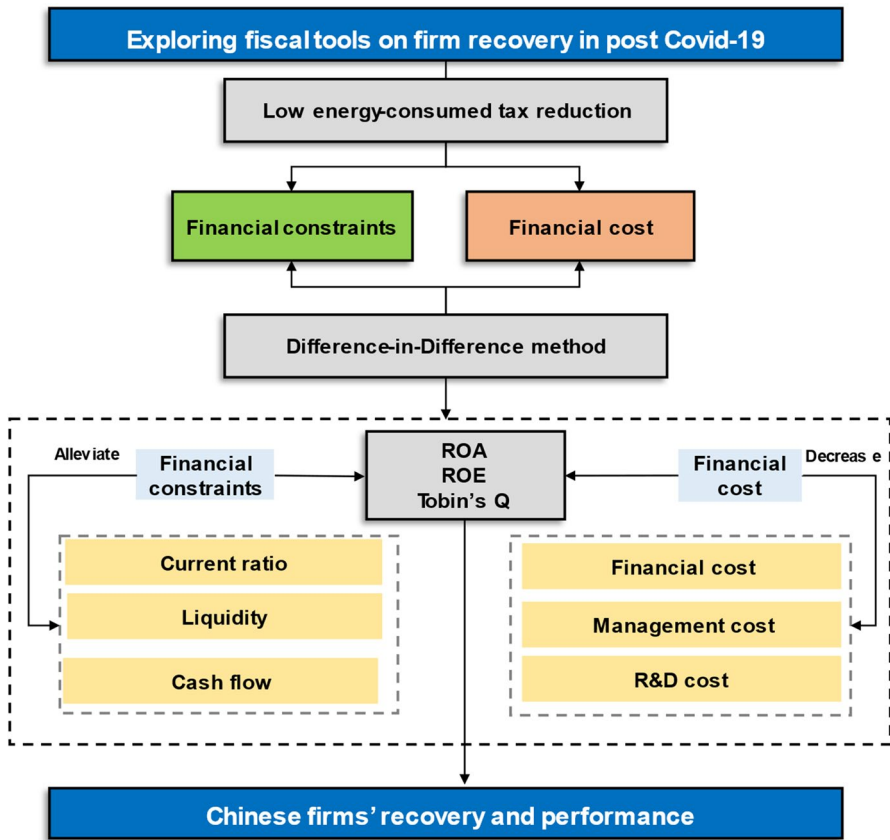 Exploring fiscal tools on firm recovery in post Covid-19
Low energy-consumed tax reduction
Financial constraints
Financial cost
Difference-in-Difference method
Alleviate
Financial
constraints
ROA
ROE
Tobin's Q
Financial
cost
Decrease
Current ratio
Liquidity
Cash flow
Financial cost
Management cost
R&D cost
Chinese firms' recovery and performance